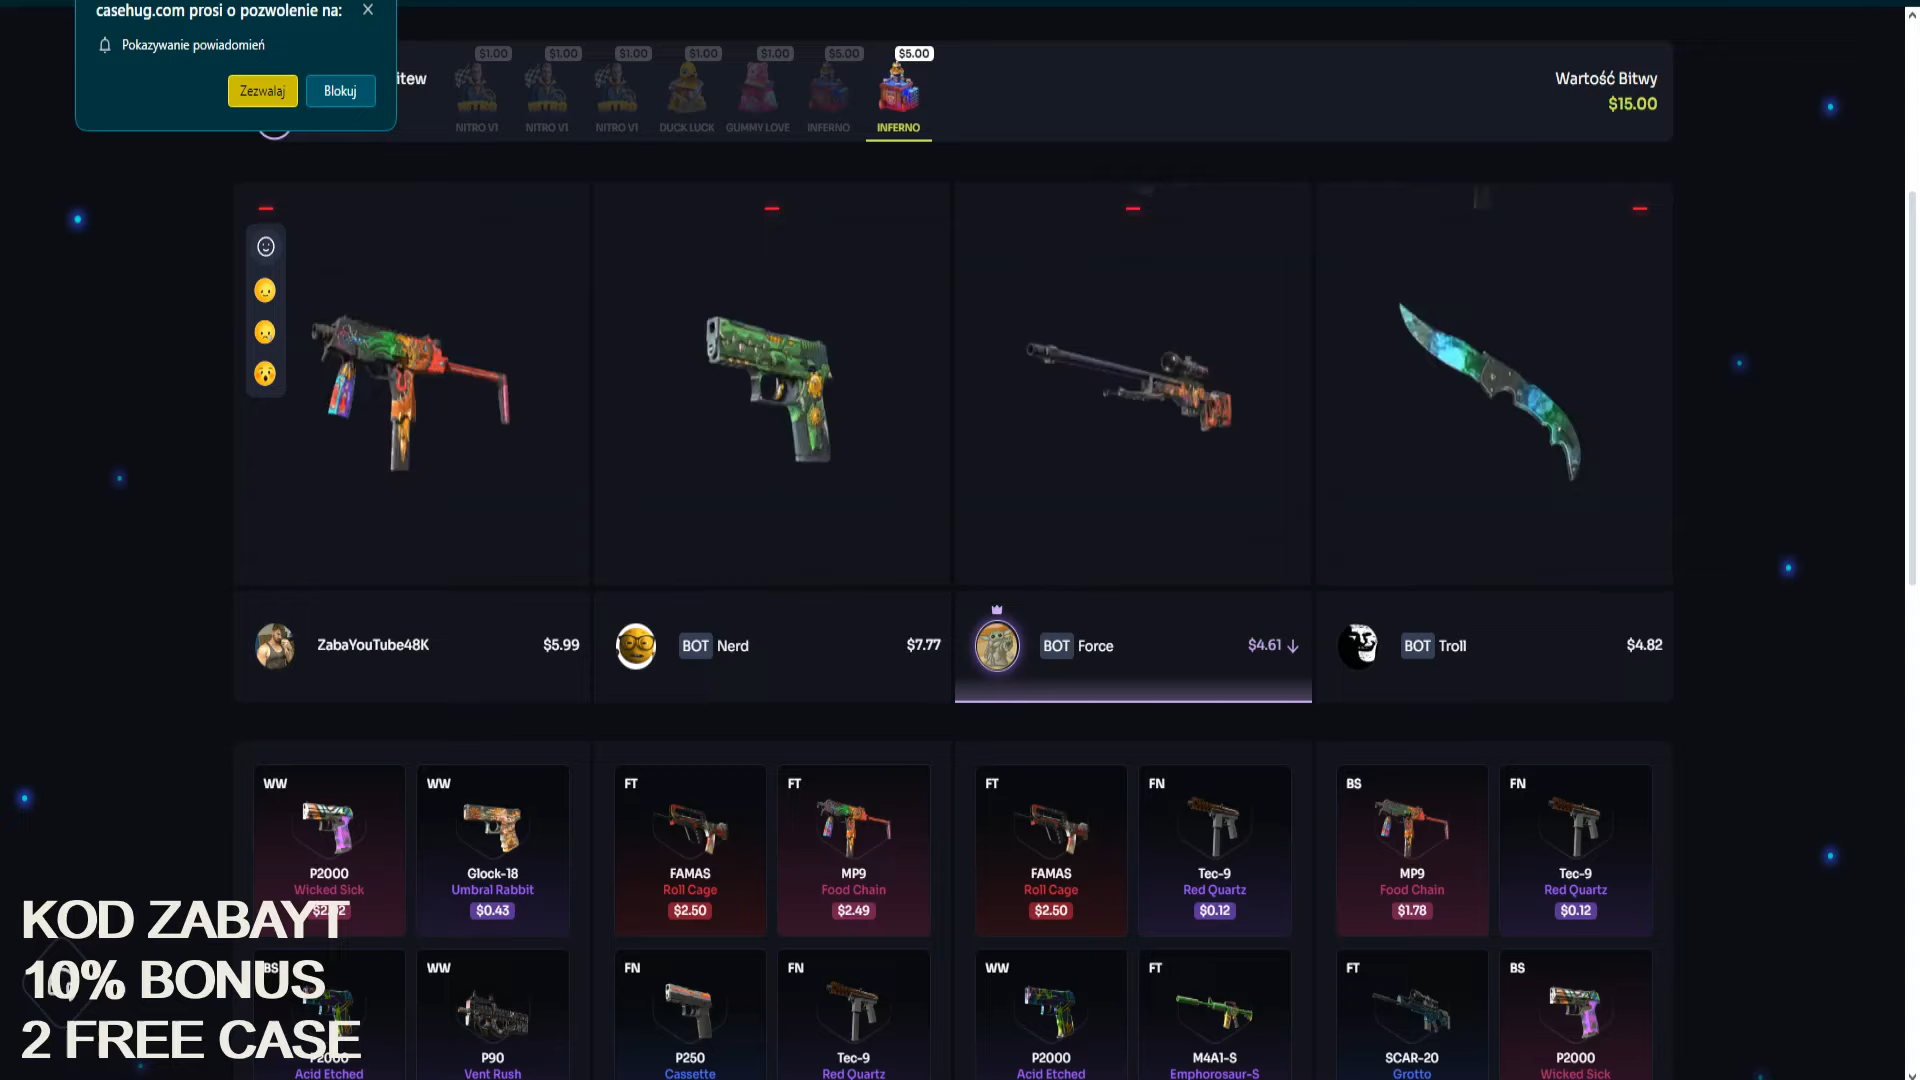 casehug.com prosi o pozwolenie na:
Pokazywanie powiadomień
Zezwalaj
Blokuj
itew
$1.00
$1.00
$1.00
$1.00
$1.00
$5.00
$5.00
NITRO V1
NITRO V1
NITRO V1
DUCK LUCK
GUMMY LOVE
INFERNO
INFERNO
Wartość Bitwy
$15.00
ZabaYouTube48K
$5.99
BOT Nerd
$7.77
BOT Force
$4.61
BOT Troll
$4.82
WW
P2000
Wicked Sick
WW
Glock-18
Umbral Rabbit
$0.43
FT
FAMAS
Roll Cage
$2.50
FT
MP9
Food Chain
$2.49
FT
FAMAS
Roll Cage
$2.50
FN
Tec-9
Red Quartz
$0.12
BS
MP9
Food Chain
$1.78
FN
Tec-9
Red Quartz
$0.12
BS
P2000
Acid Etched
WW
P90
Vent Rush
FN
P250
Cassette
FN
Tec-9
Red Quartz
WW
P2000
Acid Etched
FT
M4A1-S
Emphorosaur-S
FT
SCAR-20
Grotto
BS
P2000
Wicked Sick
KOD ZABAYT
10% BONUS
2 FREE CASE